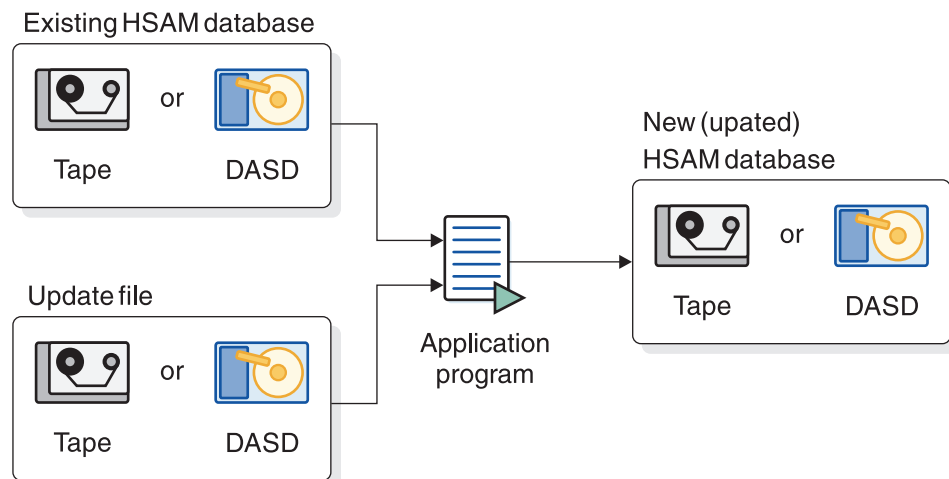 Existing HSAM database
or
Tape DASD
New (upated)
HSAM database
or
Tape DASD
Update file
or
Tape DASD
Application
program